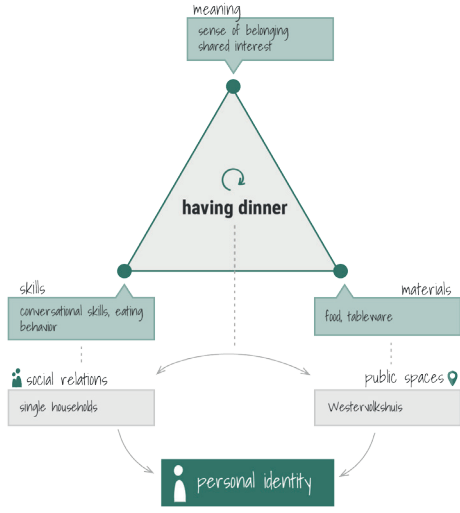 meaning
sense of belonging
shared interest
having dinner
skills
conversational skills, eating
behavior
materials
food, tableware
social relations
single households
public spaces
Westervolkshuis
personal identity